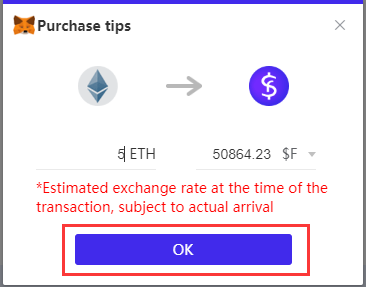 Purchase tips
5 ETH 50864.23 $F
*Estimated exchange rate at the time of the
transaction, subject to actual arrival
OK